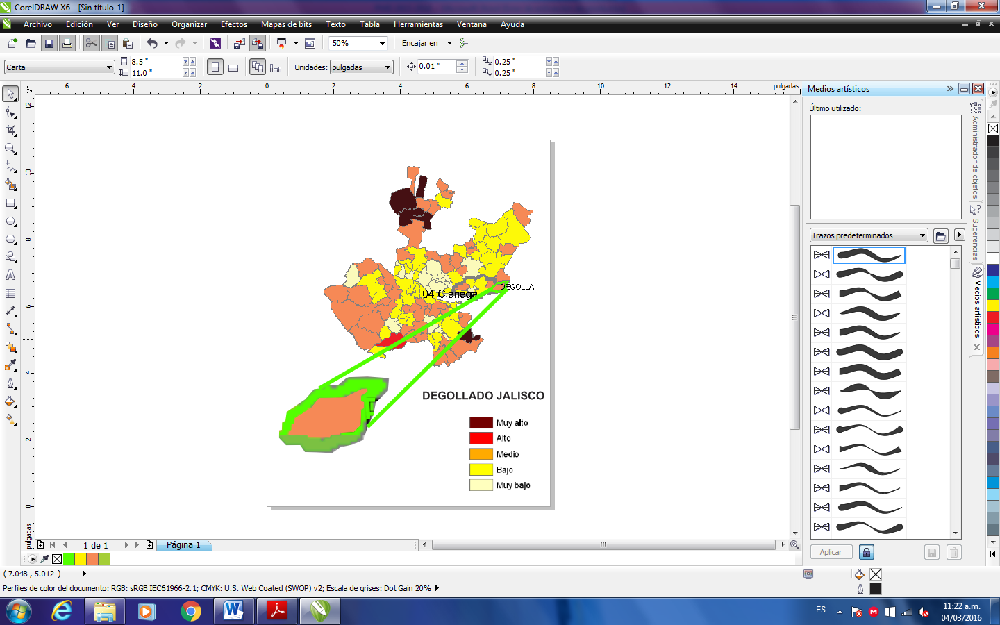 CorelDRAW X6 - [Sin título-1]
Archivo Edición Ver Diseño Organizar Efectos Mapas de bits Texto Tabla Herramientas Ventana Ayuda
50% Encajar en
Carta 8.5 " 11.0 " Unidades: pulgadas 0.01 " 0.25 " 0.25 "
6 4 2 0 2 4 6 8 10 12 14 pulgadas
12
10
8
6
4
2
0
pulgadas
04 Cienega
DEGOLLA
DEGOLLADO JALISCO
Muy alto
Alto
Medio
Bajo
Muy bajo
Medios artísticos
Último utilizado:
Trazos predeterminados
Aplicar
Administrador de objetos
Sugerencias
Medios artísticos
1 de 1 Página 1
( 7.048 , 5.012 )
Perfiles de color del documento: RGB: sRGB IEC61966-2.1; CMYK: U.S. Web Coated (SWOP) v2; Escala de grises: Dot Gain 20%
ES
11:22 a.m.
04/03/2016